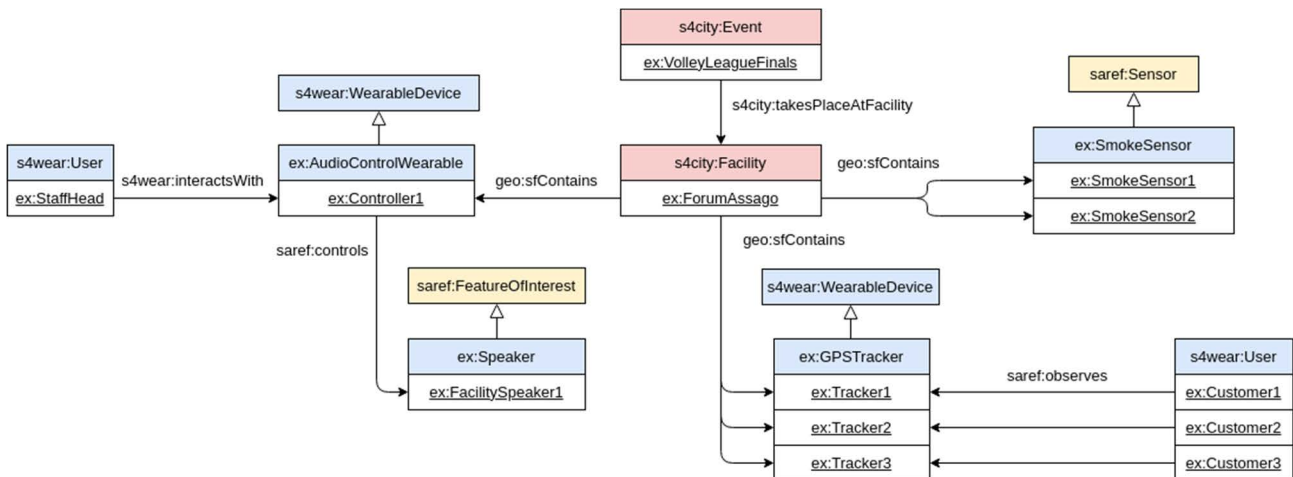 s4city:Event
ex:VolleyLeagueFinals
s4city:takesPlaceAtFacility
saref:Sensor
s4wear:WearableDevice
s4wear:User
ex:StaffHead
s4wear:interactsWith
ex:AudioControlWearable
ex:Controller1
geo:sfContains
s4city:Facility
ex:ForumAssago
geo:sfContains
ex:SmokeSensor
ex:SmokeSensor1
ex:SmokeSensor2
saref:controls
geo:sfContains
saref:FeatureOfInterest
ex:Speaker
ex:FacilitySpeaker1
s4wear:WearableDevice
ex:GPSTracker
ex:Tracker1
ex:Tracker2
ex:Tracker3
saref:observes
s4wear:User
ex:Customer1
ex:Customer2
ex:Customer3